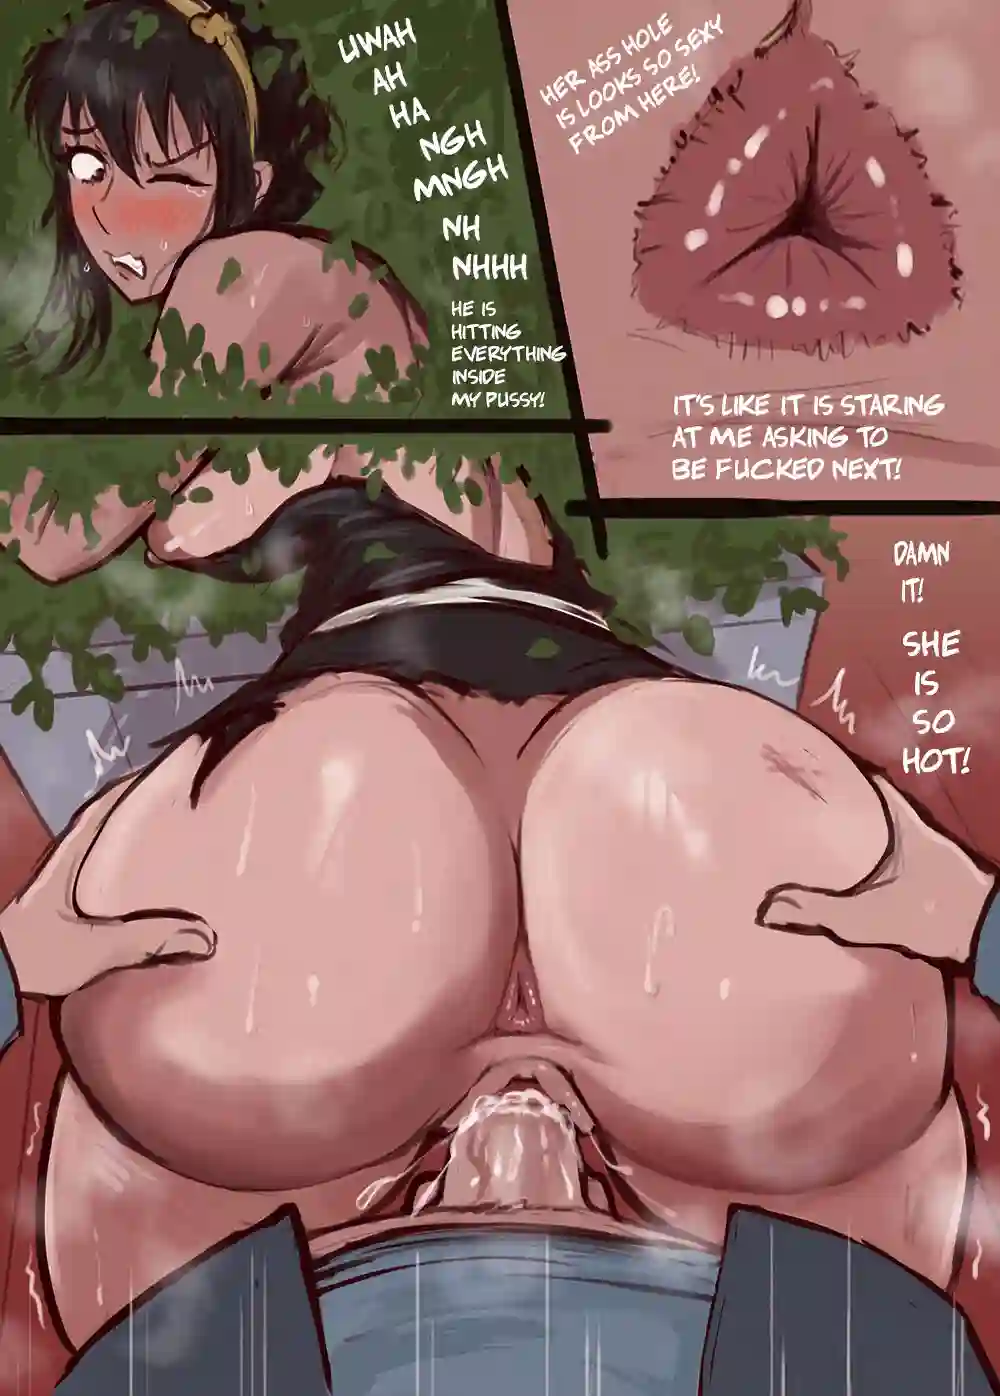 UWAH
AH
HA
NGH
MNGH
NH
NHHH
HE IS
HITTING
EVERYTHING
INSIDE
MY PUSSY!
HER ASS HOLE
IS LOOKS SO SEXY
FROM HERE!
IT'S LIKE IT IS STARING
AT ME ASKING TO
BE FUCKED NEXT!
DAMN
IT!
SHE
IS
SO
HOT!